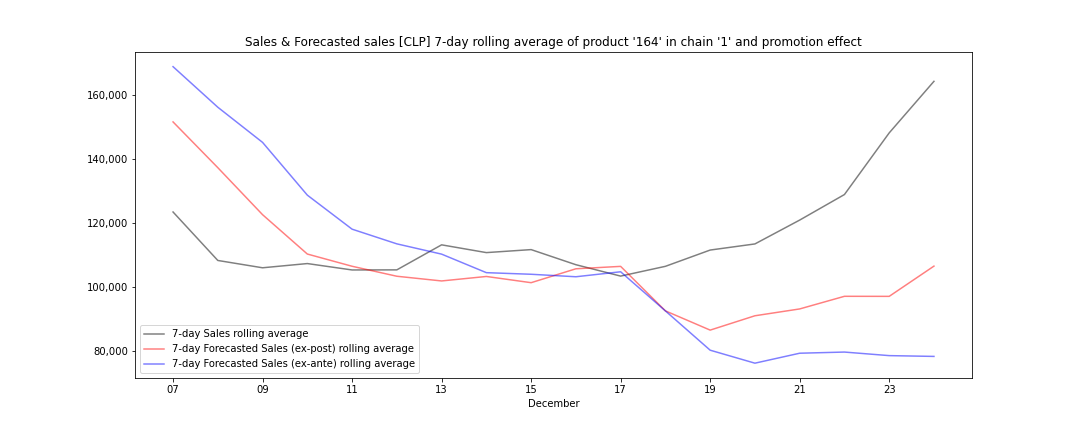 Sales & Forecasted sales [CLP] 7-day rolling average of product '164' in chain '1' and promotion effect
160,000
140,000
120,000
100,000
80,000
7-day Sales rolling average
7-day Forecasted Sales (ex-post) rolling average
7-day Forecasted Sales (ex-ante) rolling average
07 09 11 13 15 17 19 21 23
December